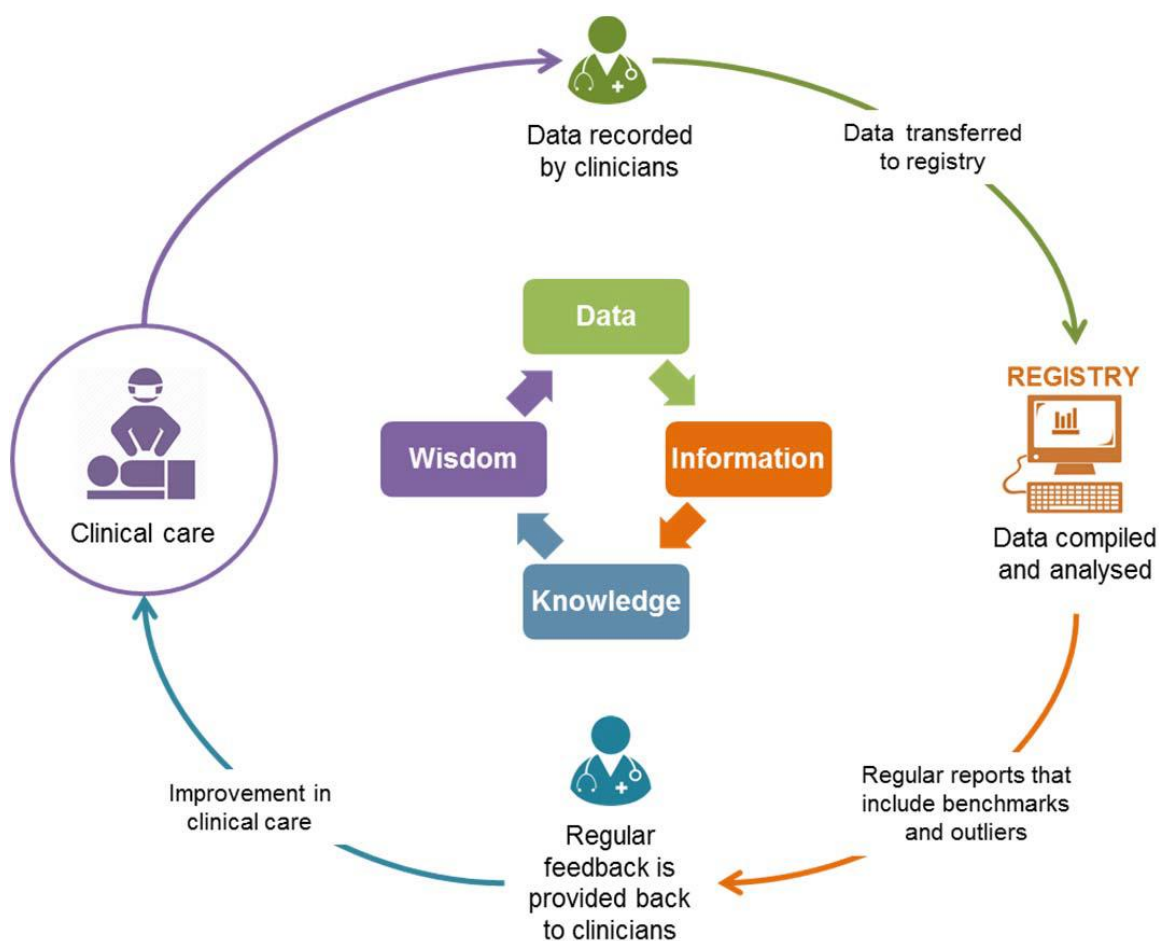 Data recorded
by clinicians
Data transferred
to registry
REGISTRY
Data compiled
and analysed
Regular reports that
include benchmarks
and outliers
Regular
feedback is
provided back
to clinicians
Improvement in
clinical care
Clinical care
Data
Information
Knowledge
Wisdom